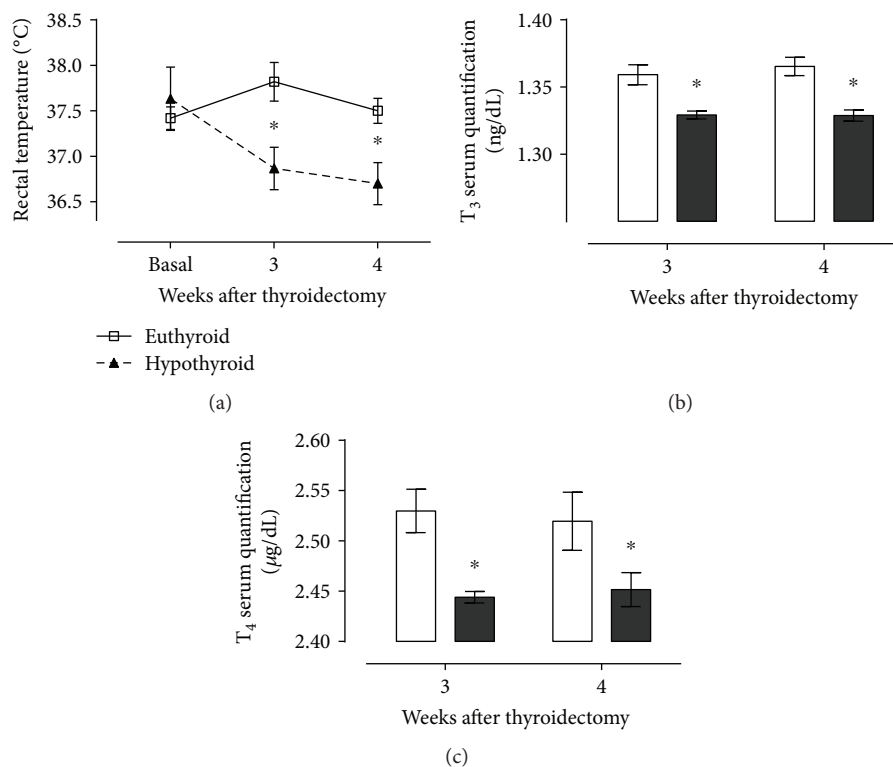 Rectal temperature (°C)
38.5
38.0
37.5
37.0
36.5
*
*
Basal
3
4
Weeks after thyroidectomy
Euthyroid
Hypothyroid
(a)
T3 serum quantification
(ng/dL)
1.40
1.35
1.30
*
*
3
4
Weeks after thyroidectomy
(b)
T4 serum quantification
(μg/dL)
2.60
2.55
2.50
2.45
2.40
*
*
3
4
Weeks after thyroidectomy
(c)